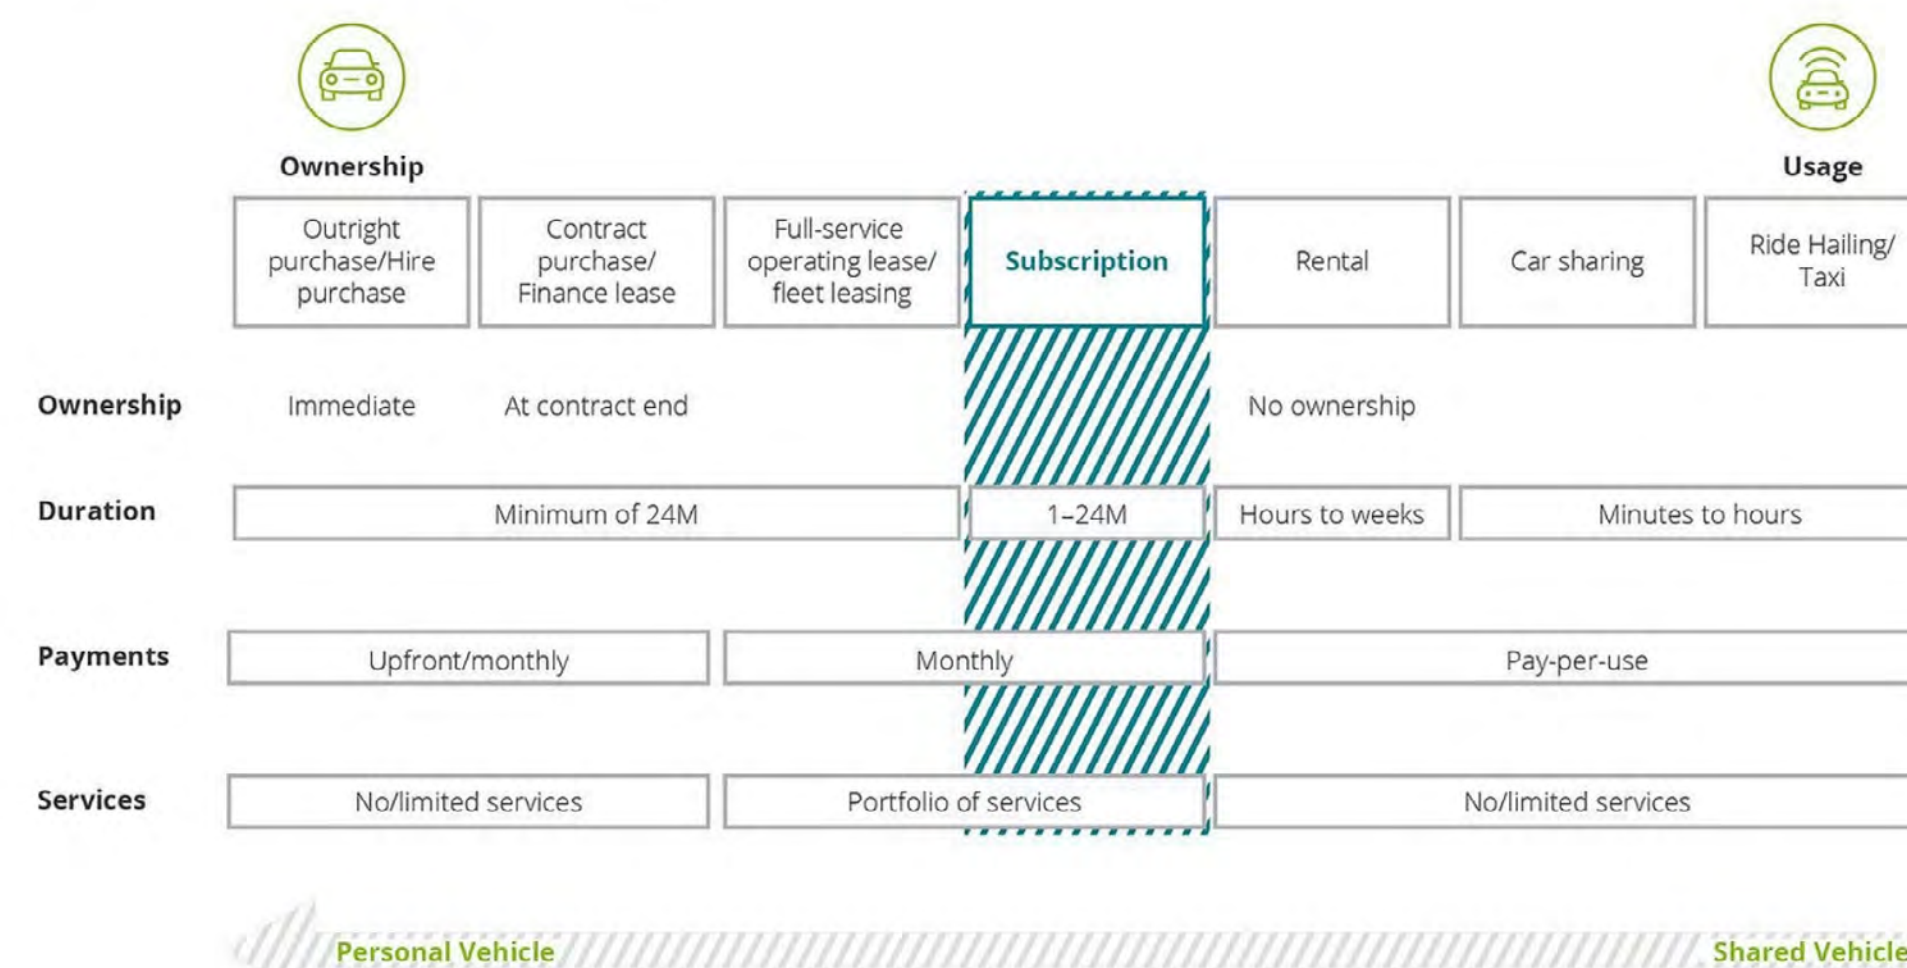 Ownership
Usage
Outright
purchase/Hire
purchase
Contract
purchase/
Finance lease
Full-service
operating lease/
fleet leasing
Subscription
Rental
Car sharing
Ride Hailing/
Taxi
Ownership
Immediate
At contract end
No ownership
Duration
Minimum of 24M
1–24M
Hours to weeks
Minutes to hours
Payments
Upfront/monthly
Monthly
Pay-per-use
Services
No/limited services
Portfolio of services
No/limited services
Personal Vehicle
Shared Vehicle